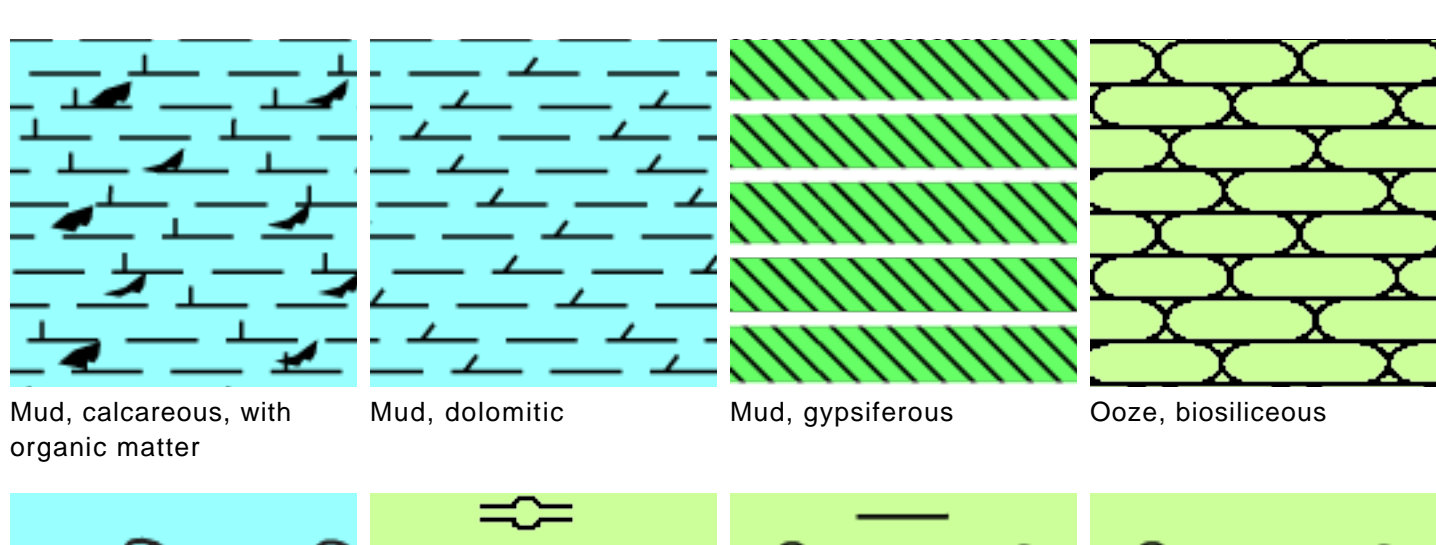 Mud, calcareous, with
organic matter
Mud, dolomitic
Mud, gypsiferous
Ooze, biosiliceous